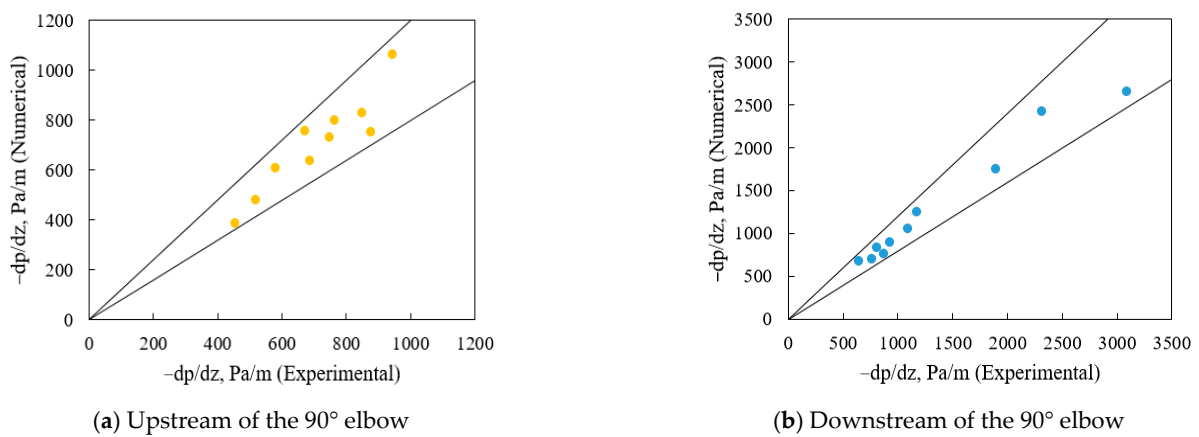 1200
1000
800
600
400
200
0
–dp/dz, Pa/m (Numerical)
0 200 400 600 800 1000 1200
–dp/dz, Pa/m (Experimental)
(a) Upstream of the 90° elbow
3500
3000
2500
2000
1500
1000
500
0
–dp/dz, Pa/m (Numerical)
0 500 1000 1500 2000 2500 3000 3500
–dp/dz, Pa/m (Experimental)
(b) Downstream of the 90° elbow